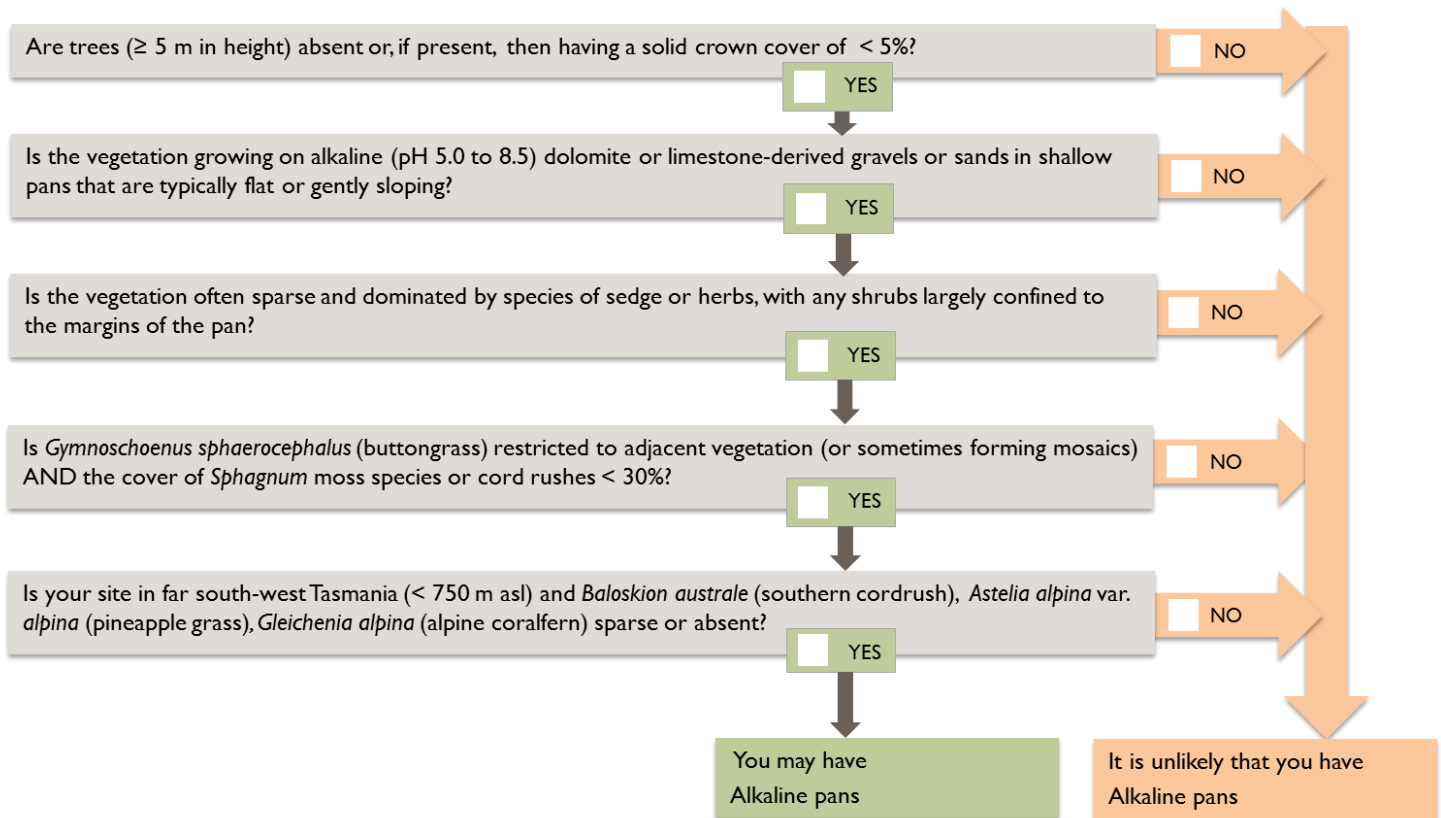 Are trees (≥ 5 m in height) absent or, if present, then having a solid crown cover of < 5%?
NO
YES
Is the vegetation growing on alkaline (pH 5.0 to 8.5) dolomite or limestone-derived gravels or sands in shallow
pans that are typically flat or gently sloping?
NO
YES
Is the vegetation often sparse and dominated by species of sedge or herbs, with any shrubs largely confined to
the margins of the pan?
NO
YES
Is Gymnoschoenus sphaerocephalus (buttongrass) restricted to adjacent vegetation (or sometimes forming mosaics)
AND the cover of Sphagnum moss species or cord rushes < 30%?
NO
YES
Is your site in far south-west Tasmania (< 750 m asl) and Baloskion australe (southern cordrush), Astelia alpina var.
alpina (pineapple grass), Gleichenia alpina (alpine coralfern) sparse or absent?
NO
YES
You may have
Alkaline pans
It is unlikely that you have
Alkaline pans